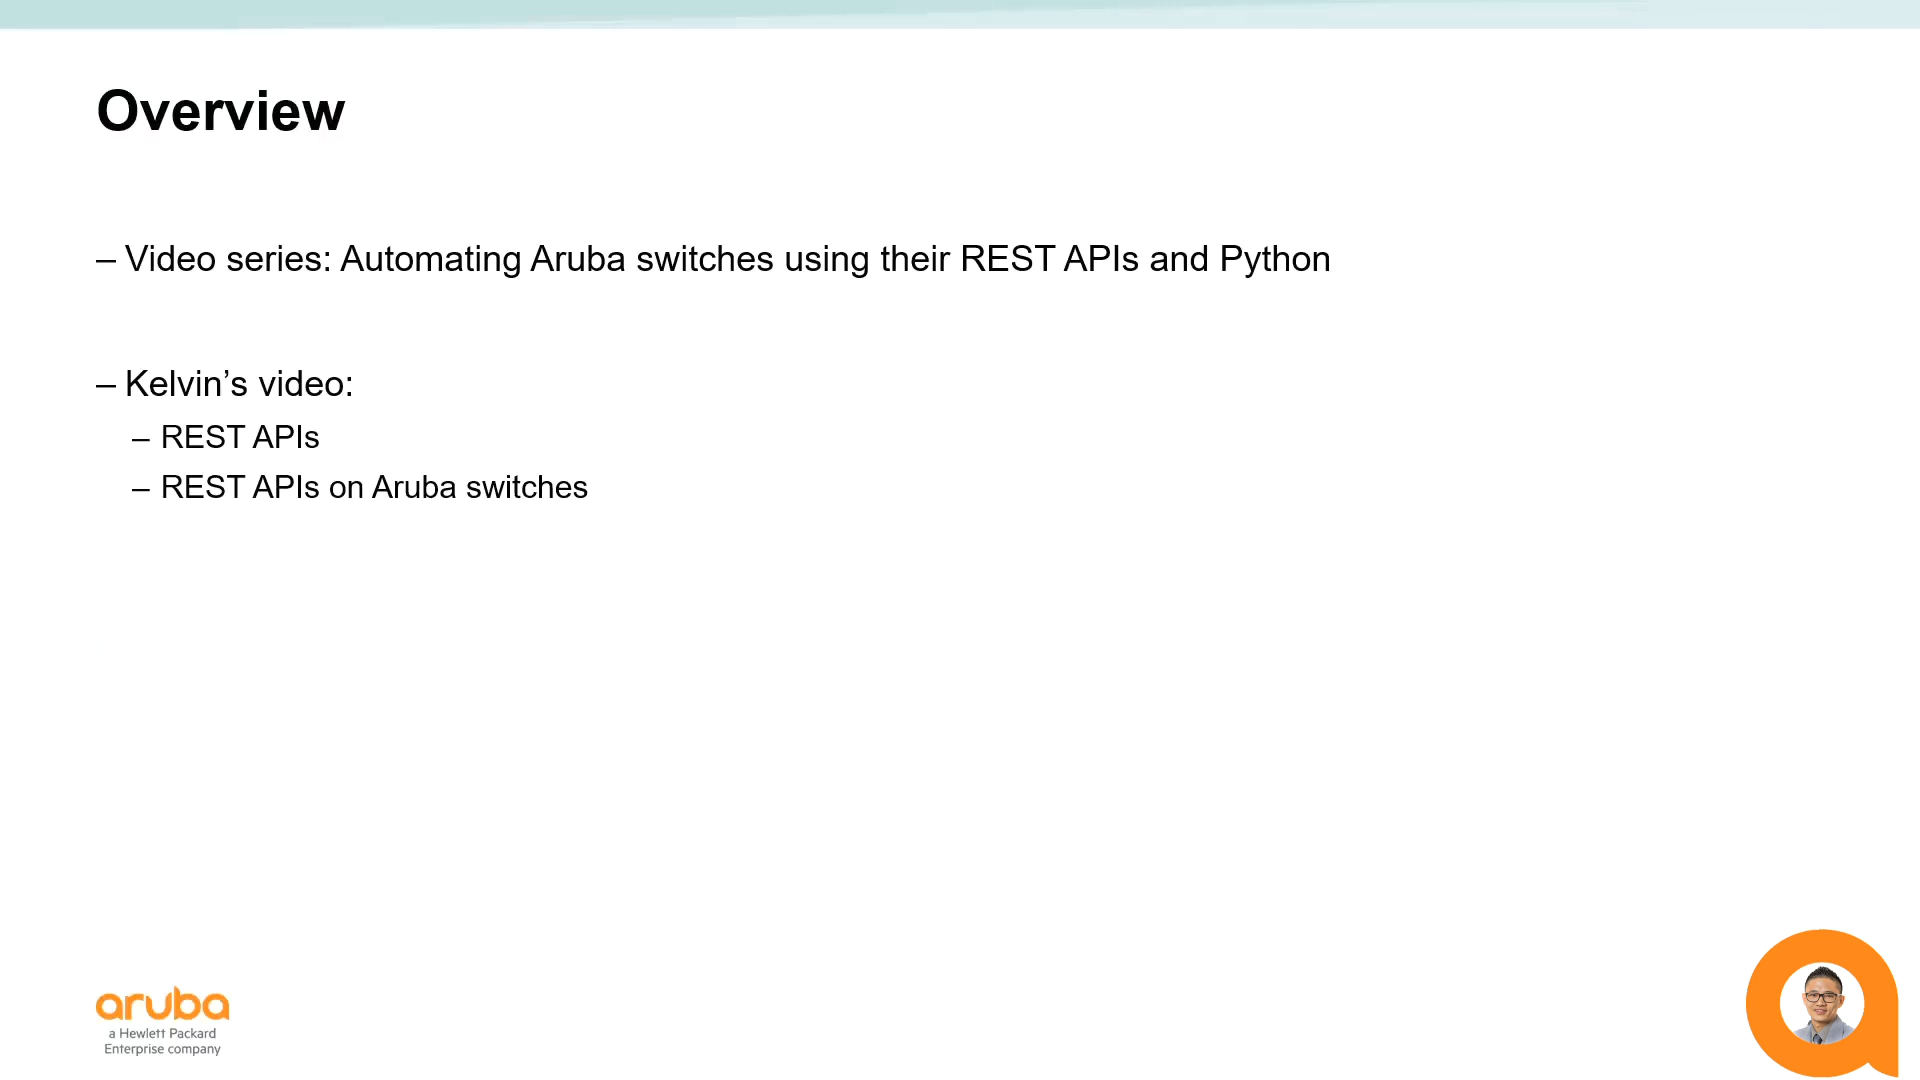 Overview
– Video series: Automating Aruba switches using their REST APIs and Python
– Kelvin’s video:
– REST APIs
– REST APIs on Aruba switches
aruba
a Hewlett Packard
Enterprise company